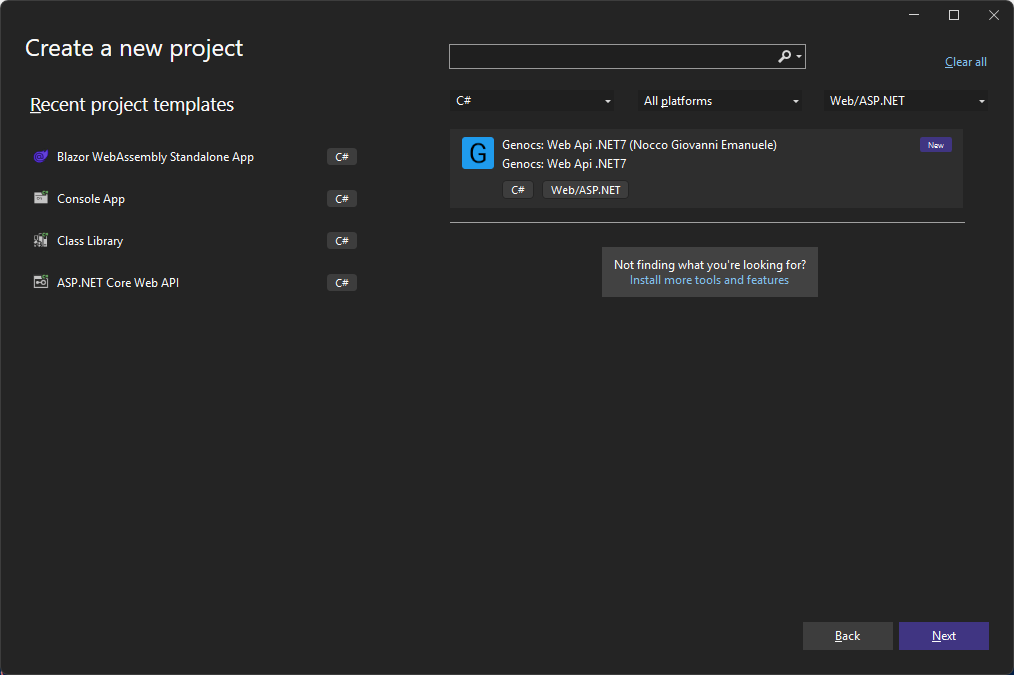 Create a new project
Clear all
Recent project templates
C#
All platforms
Web/ASP.NET
Blazor WebAssembly Standalone App
C#
Console App
C#
Class Library
C#
ASP.NET Core Web API
C#
G
Genocs: Web Api .NET7 (Nocco Giovanni Emanuele)
New
Genocs: Web Api .NET7
C#
Web/ASP.NET
Not finding what you're looking for?
Install more tools and features
Back
Next